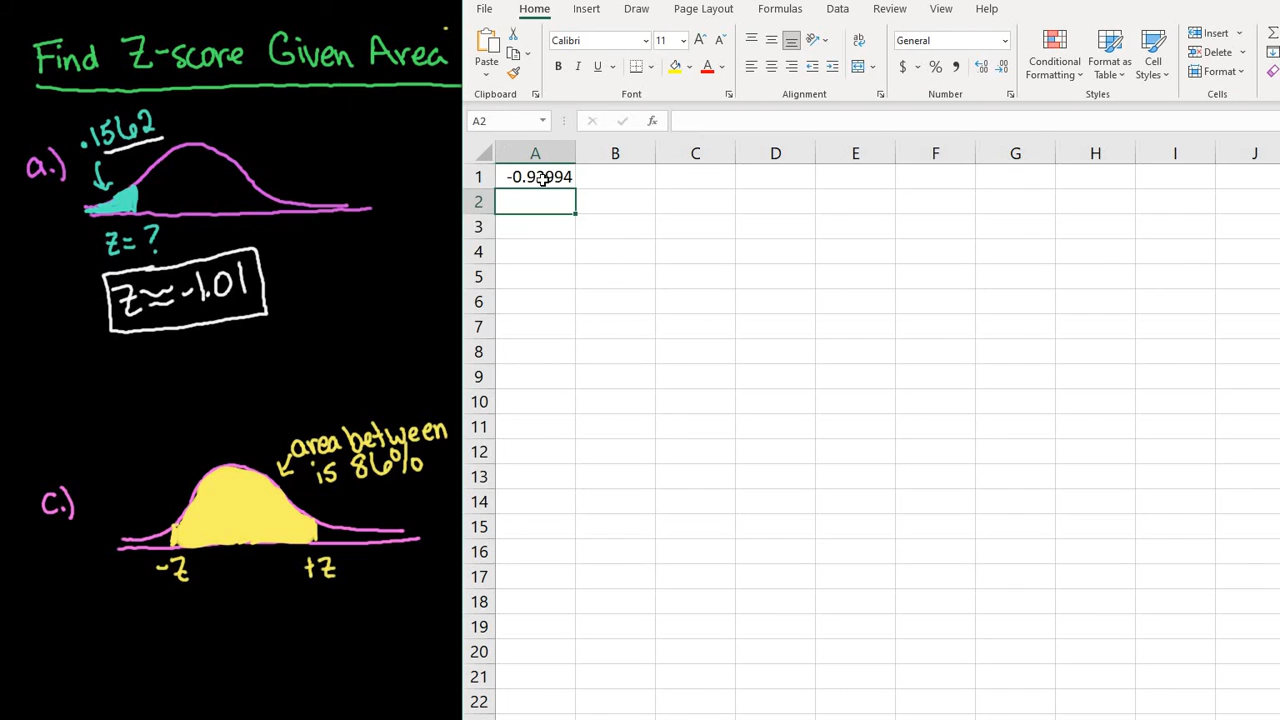 Find Z-score Given Area
a.)
.1562
z= ?
z≈-1.01
area between
is 86%
c.)
-z
+z
File Home Insert Draw Page Layout Formulas Data Review View Help
Paste
Calibri 11
B I U
General
$ % ,
Conditional Formatting
Format as Table
Cell Styles
Insert
Delete
Format
Clipboard Font Alignment Number Styles Cells
A2
fx
A B C D E F G H I J
1
2
3
4
5
6
7
8
9
10
11
12
13
14
15
16
17
18
19
20
21
22